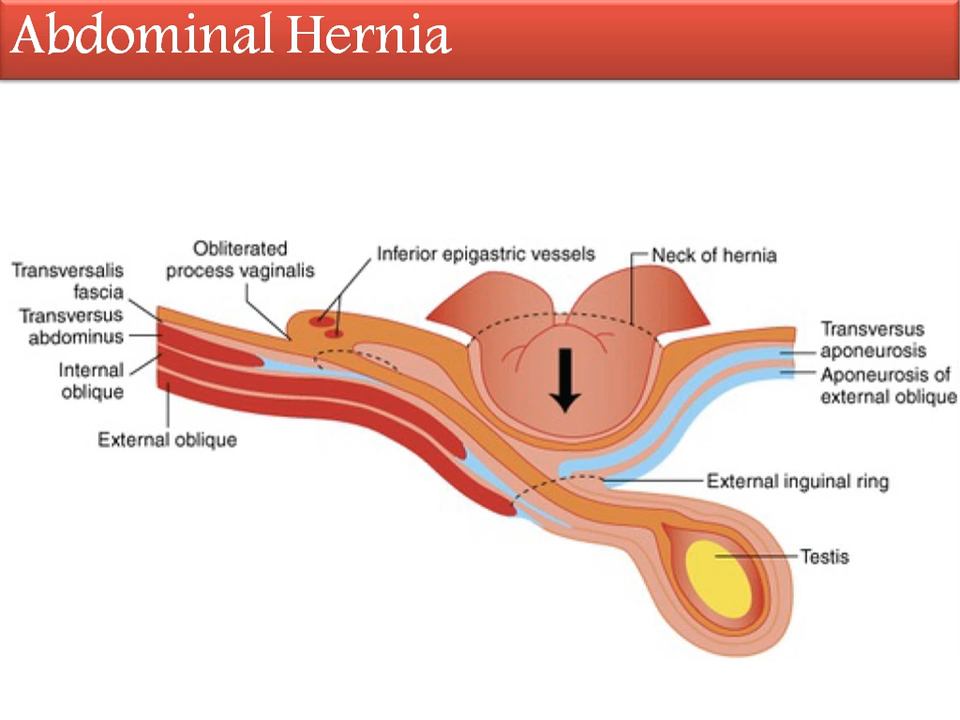 Abdominal Hernia
Obliterated
process vaginalis
Inferior epigastric vessels
Neck of hernia
Transversalis
fascia
Transversus
abdominus
Internal
oblique
External oblique
Transversus
aponeurosis
Aponeurosis of
external oblique
External inguinal ring
Testis